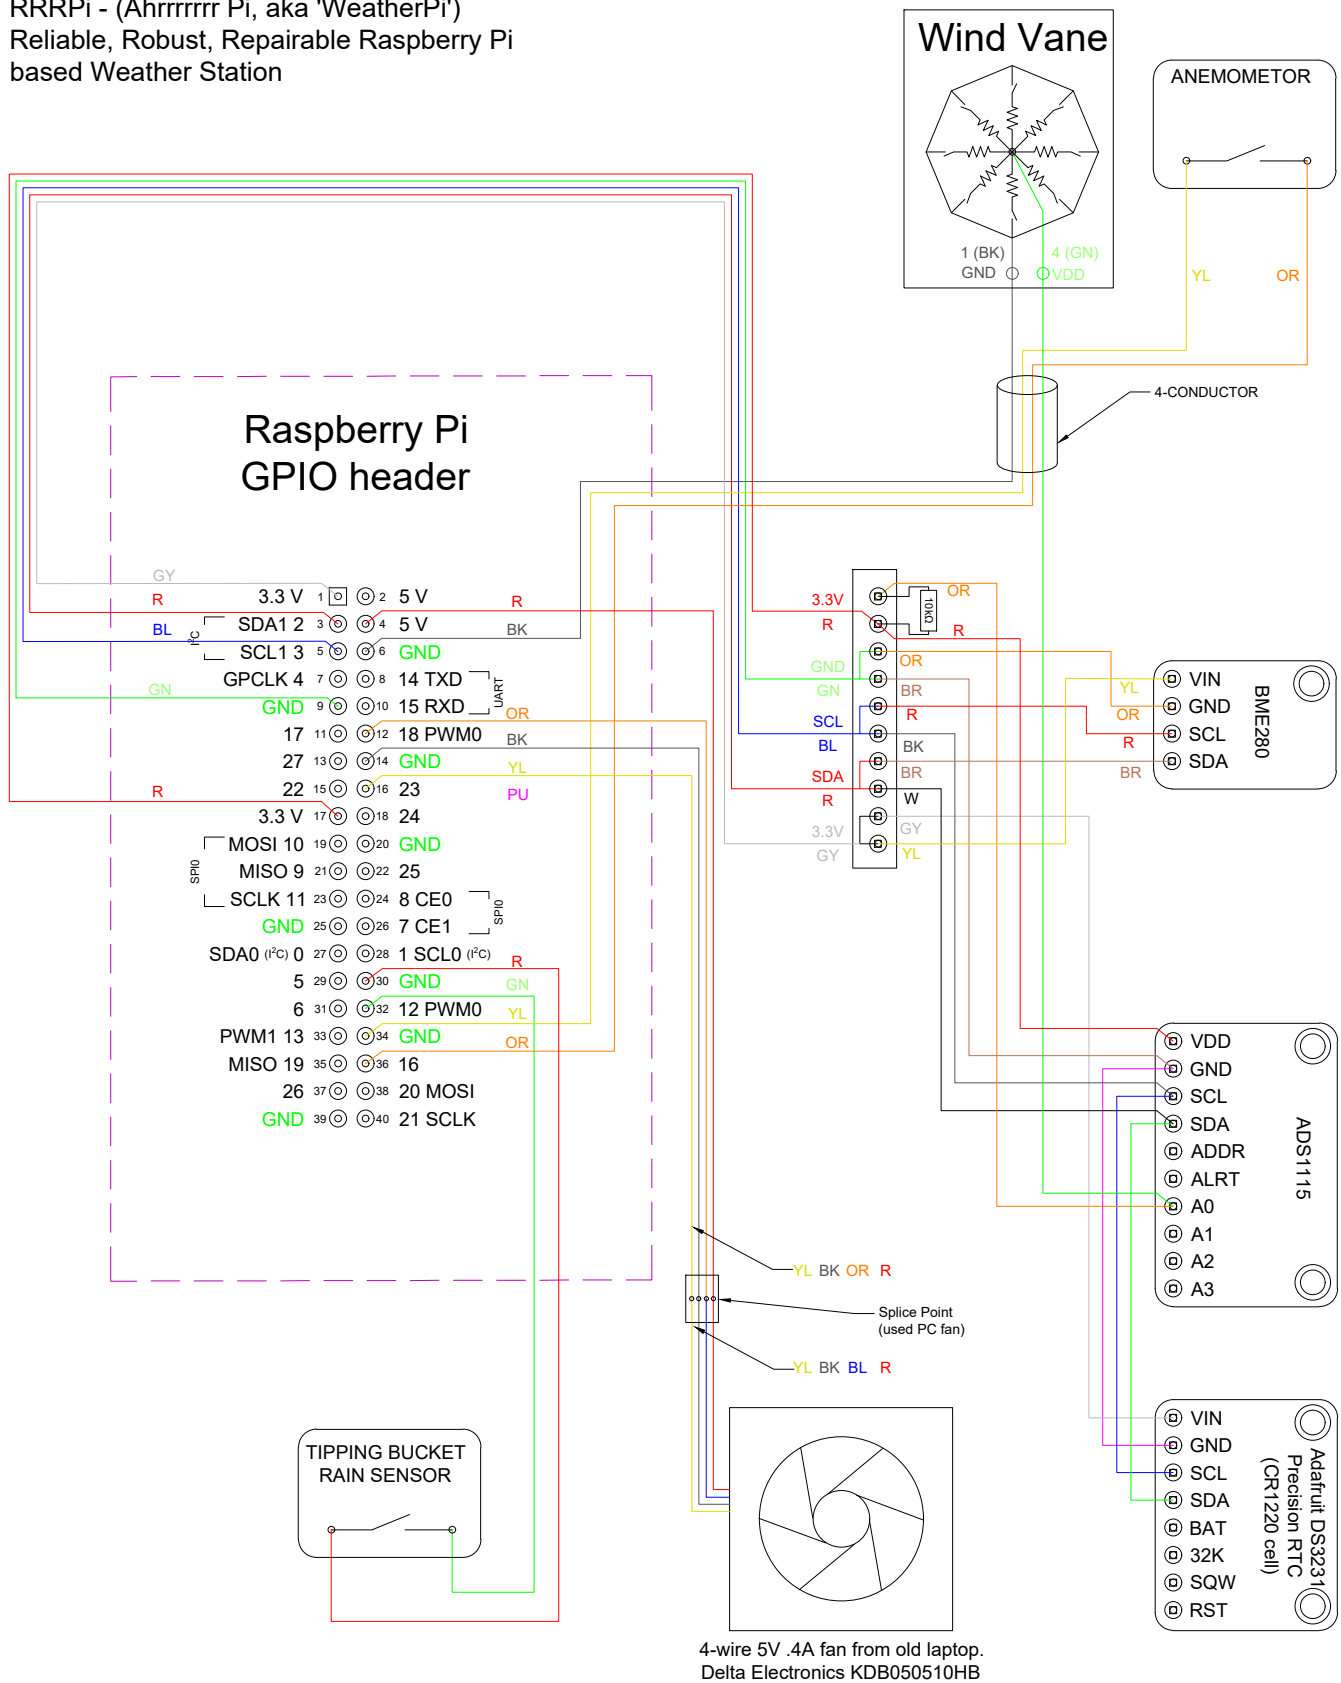 RRRPi - (Ahrrrrrrr Pi, aka 'WeatherPi')
Reliable, Robust, Repairable Raspberry Pi
based Weather Station
Wind Vane
1 (BK)
GND
4 (GN)
VDD
ANEMOMETOR
YL
OR
4-CONDUCTOR
Raspberry Pi
GPIO header
GY
R
BL
GN
R
I²C
UART
SPI0
SPI0
3.3 V 1 2 5 V
SDA1 2 3 4 5 V
SCL1 3 5 6 GND
GPCLK 4 7 8 14 TXD
GND 9 10 15 RXD
17 11 12 18 PWM0
27 13 14 GND
22 15 16 23
3.3 V 17 18 24
MOSI 10 19 20 GND
MISO 9 21 22 25
SCLK 11 23 24 8 CE0
GND 25 26 7 CE1
SDA0 (I²C) 0 27 28 1 SCL0 (I²C)
5 29 30 GND
6 31 32 12 PWM0
PWM1 13 33 34 GND
MISO 19 35 36 16
26 37 38 20 MOSI
GND 39 40 21 SCLK
R
BK
OR
BK
YL
PU
R
GN
YL
OR
3.3V
R
GND
GN
SCL
BL
SDA
R
3.3V
GY
10KΩ
OR
R
OR
BR
R
BK
BR
W
GY
YL
YL
OR
R
BR
VIN
GND
SCL
SDA
BME280
VDD
GND
SCL
SDA
ADDR
ALRT
A0
A1
A2
A3
ADS1115
YL BK OR R
Splice Point
(used PC fan)
YL BK BL R
VIN
GND
SCL
SDA
BAT
32K
SQW
RST
Adafruit DS3231
Precision RTC
(CR1220 cell)
TIPPING BUCKET
RAIN SENSOR
4-wire 5V .4A fan from old laptop.
Delta Electronics KDB050510HB